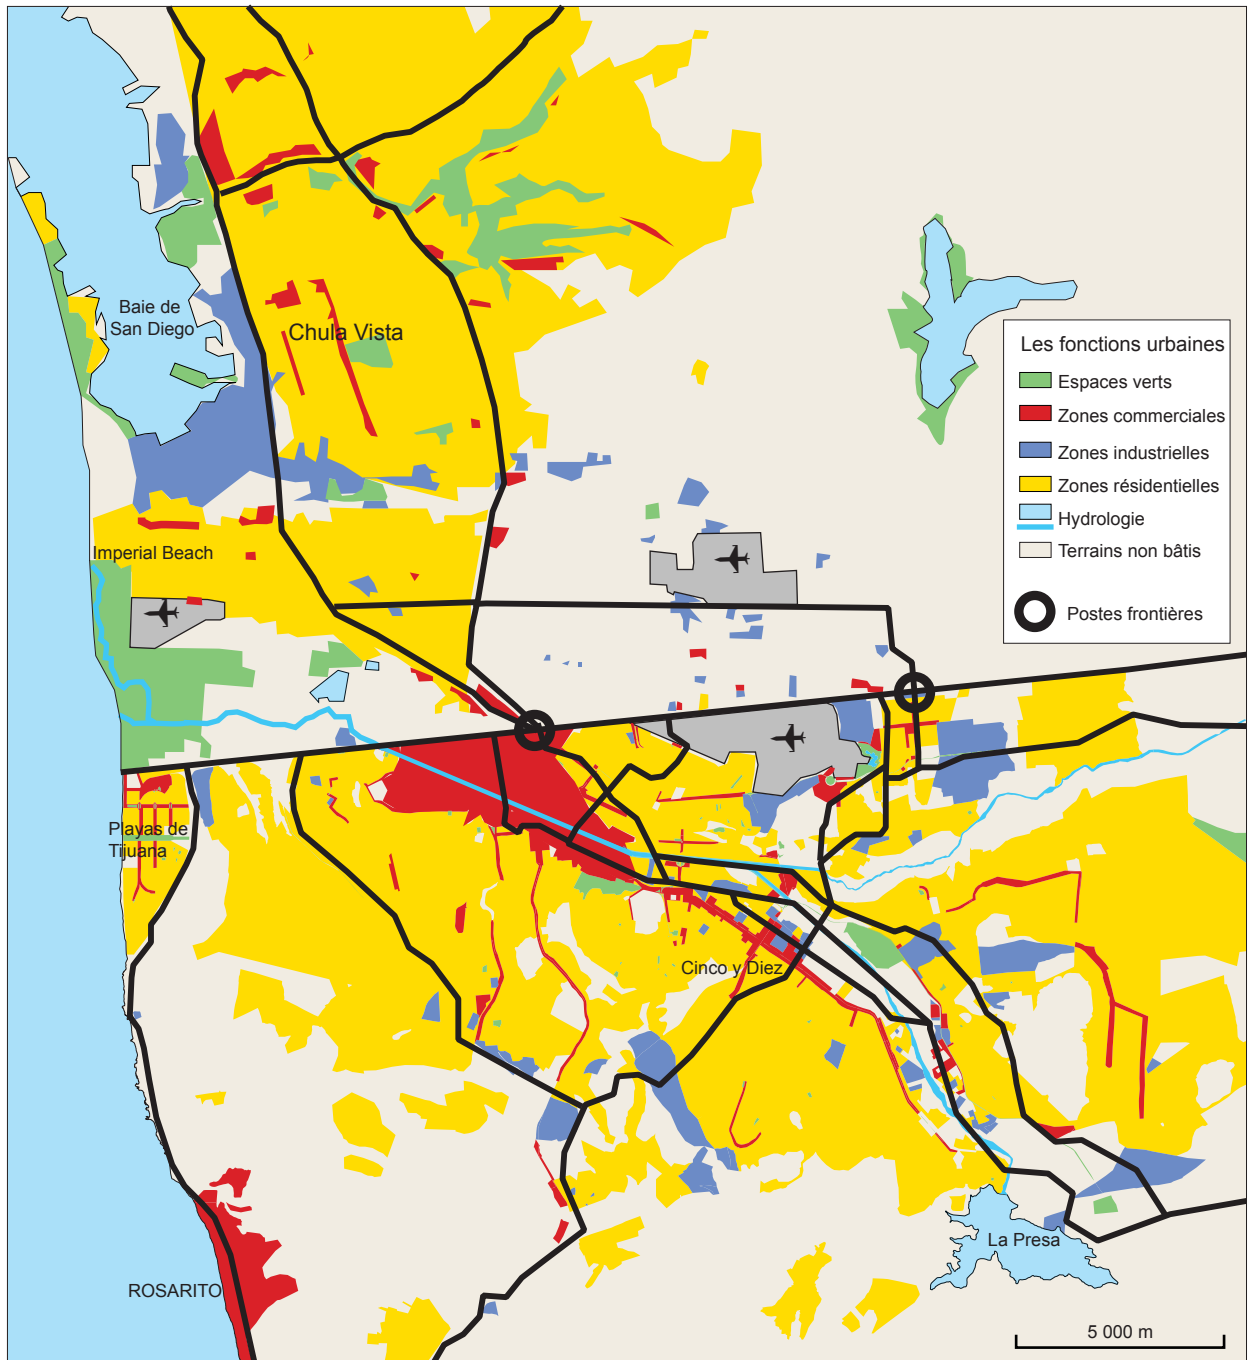 Baie de
San Diego
Chula Vista
Les fonctions urbaines
Espaces verts
Zones commerciales
Zones industrielles
Zones résidentielles
Hydrologie
Terrains non bâtis
Postes frontières
Imperial Beach
Playas de
Tijuana
Cinco y Diez
La Presa
ROSARITO
5 000 m